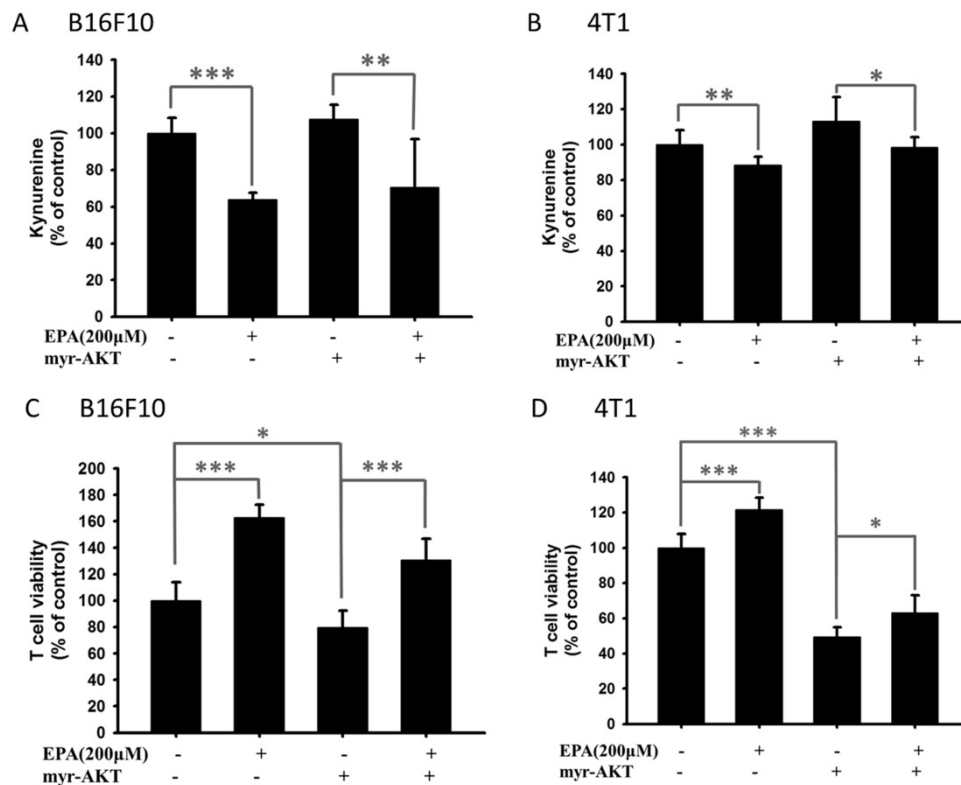 A B16F10
***
**
Kynurenine
(% of control)
140
120
100
80
60
40
20
0
EPA(200μM) - + - +
myr-AKT - - + +
B 4T1
**
*
Kynurenine
(% of control)
140
120
100
80
60
40
20
0
EPA(200μM) - + - +
myr-AKT - - + +
C B16F10
*
***
***
T cell viability
(% of control)
200
180
160
140
120
100
80
60
40
20
0
EPA(200μM) - + - +
myr-AKT - - + +
D 4T1
***
***
*
T cell viability
(% of control)
140
120
100
80
60
40
20
0
EPA(200μM) - + - +
myr-AKT - - + +